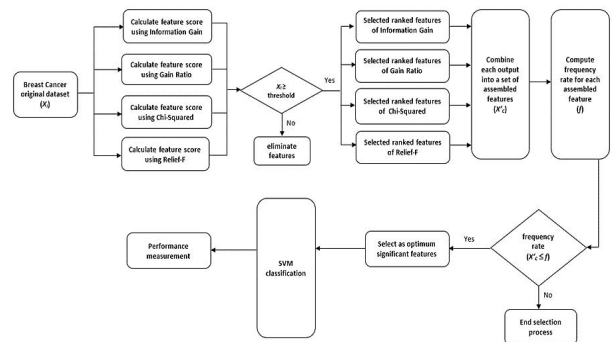 Calculate feature score
using Information Gain
Calculate feature score
using Gain Ratio
Calculate feature score
using Chi-Squared
Calculate feature score
using Relief-F
Breast Cancer
original dataset
(Xᵢ)
Xᵢ≥
threshold
Yes
No
eliminate
features
Selected ranked features
of Information Gain
Selected ranked features
of Gain Ratio
Selected ranked features
of Chi-Squared
Selected ranked features
of Relief-F
Combine
each output
into a set of
assembled
features
(X'c)
Compute
frequency
rate for each
assembled
feature
(f)
frequency
rate
(X'c ≤ f)
Yes
No
End selection
process
Select as optimum
significant features
SVM
classification
Performance
measurement